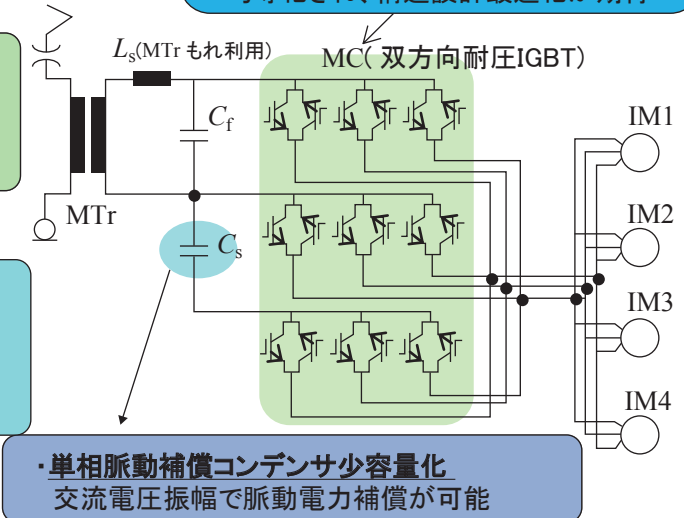 Ls(MTr もれ利用)
MC( 双方向耐圧IGBT)
Cf
IM1
MTr
IM2
Cs
IM3
IM4
・単相脈動補償コンデンサ少容量化
交流電圧振幅で脈動電力補償が可能